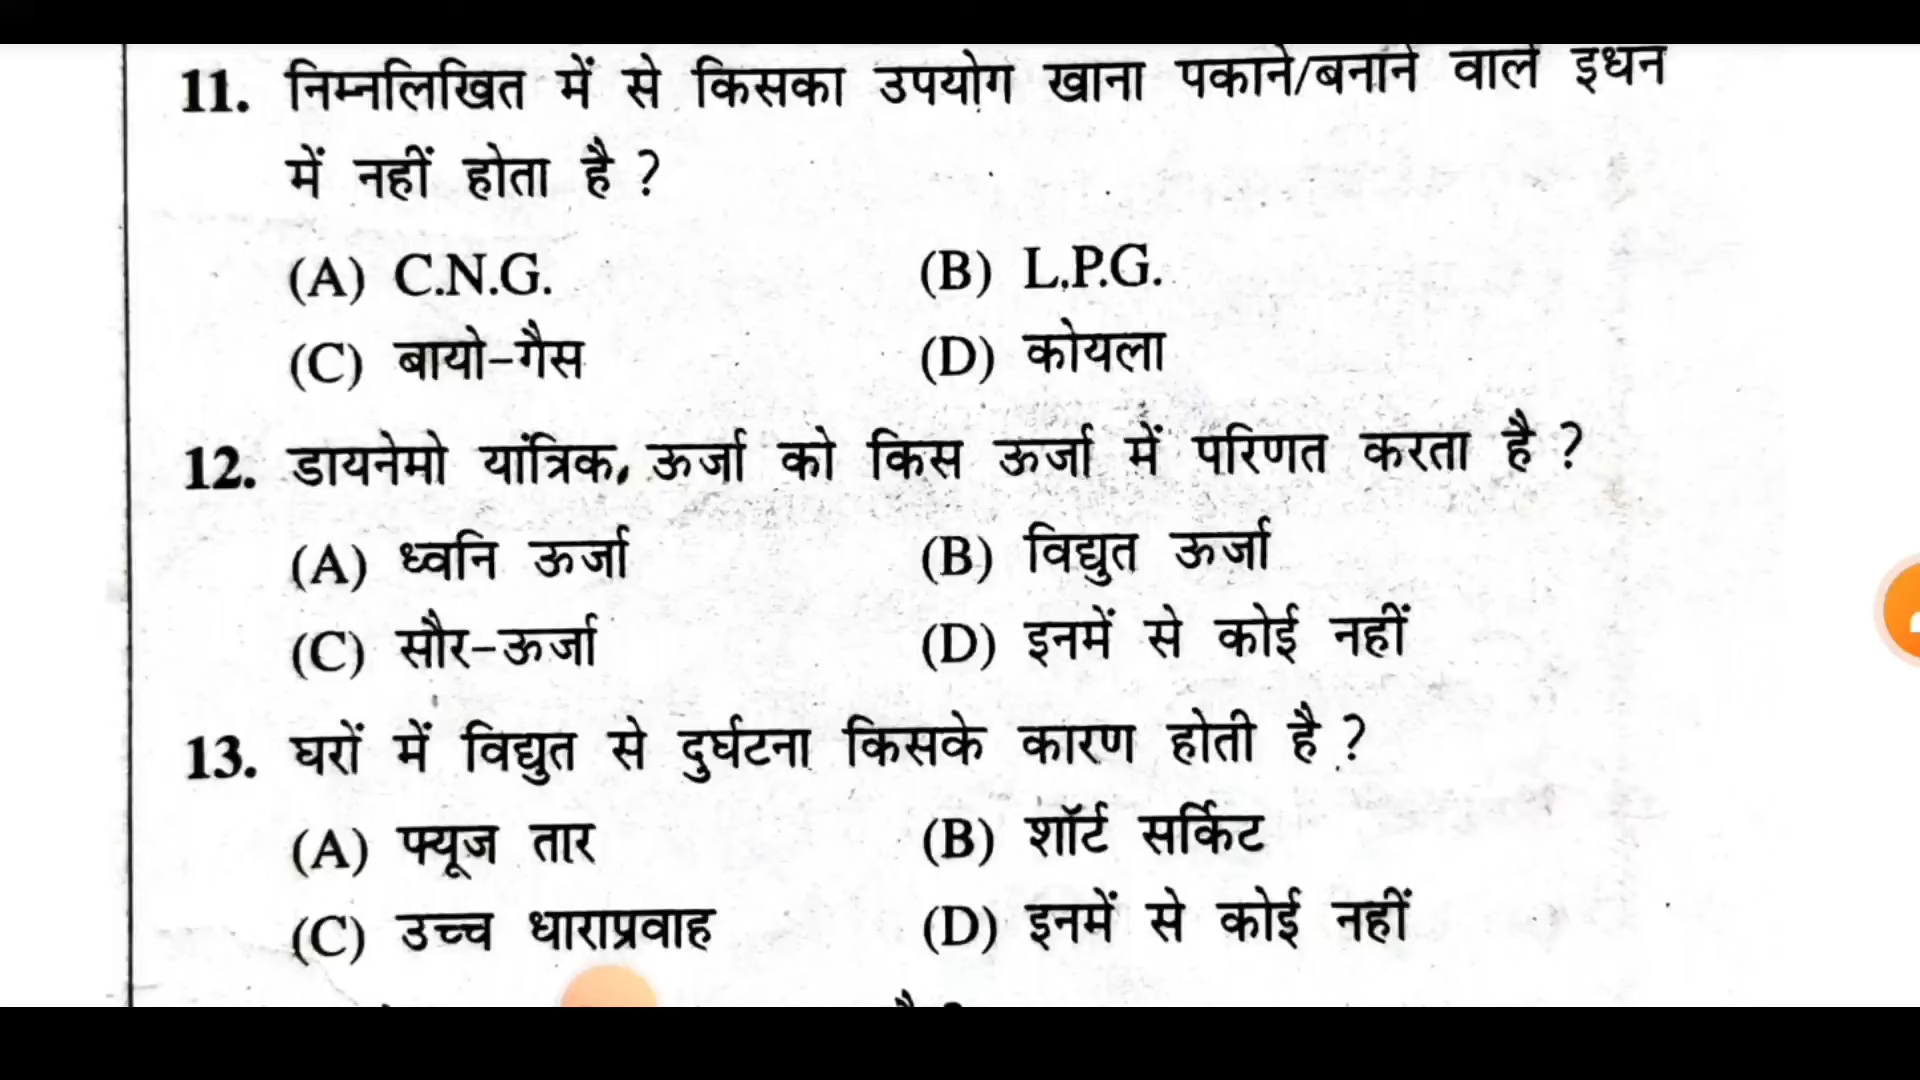 11. निम्नलिखित में से किसका उपयोग खाना पकाने/बनाने वाले इंधन
में नहीं होता है ?
(A) C.N.G. (B) L.P.G.
(C) बायो-गैस (D) कोयला
12. डायनेमो यांत्रिक, ऊर्जा को किस ऊर्जा में परिणत करता है ?
(A) ध्वनि ऊर्जा (B) विद्युत ऊर्जा
(C) सौर-ऊर्जा (D) इनमें से कोई नहीं
13. घरों में विद्युत से दुर्घटना किसके कारण होती है ?
(A) फ्यूज तार (B) शॉर्ट सर्किट
(C) उच्च धाराप्रवाह (D) इनमें से कोई नहीं